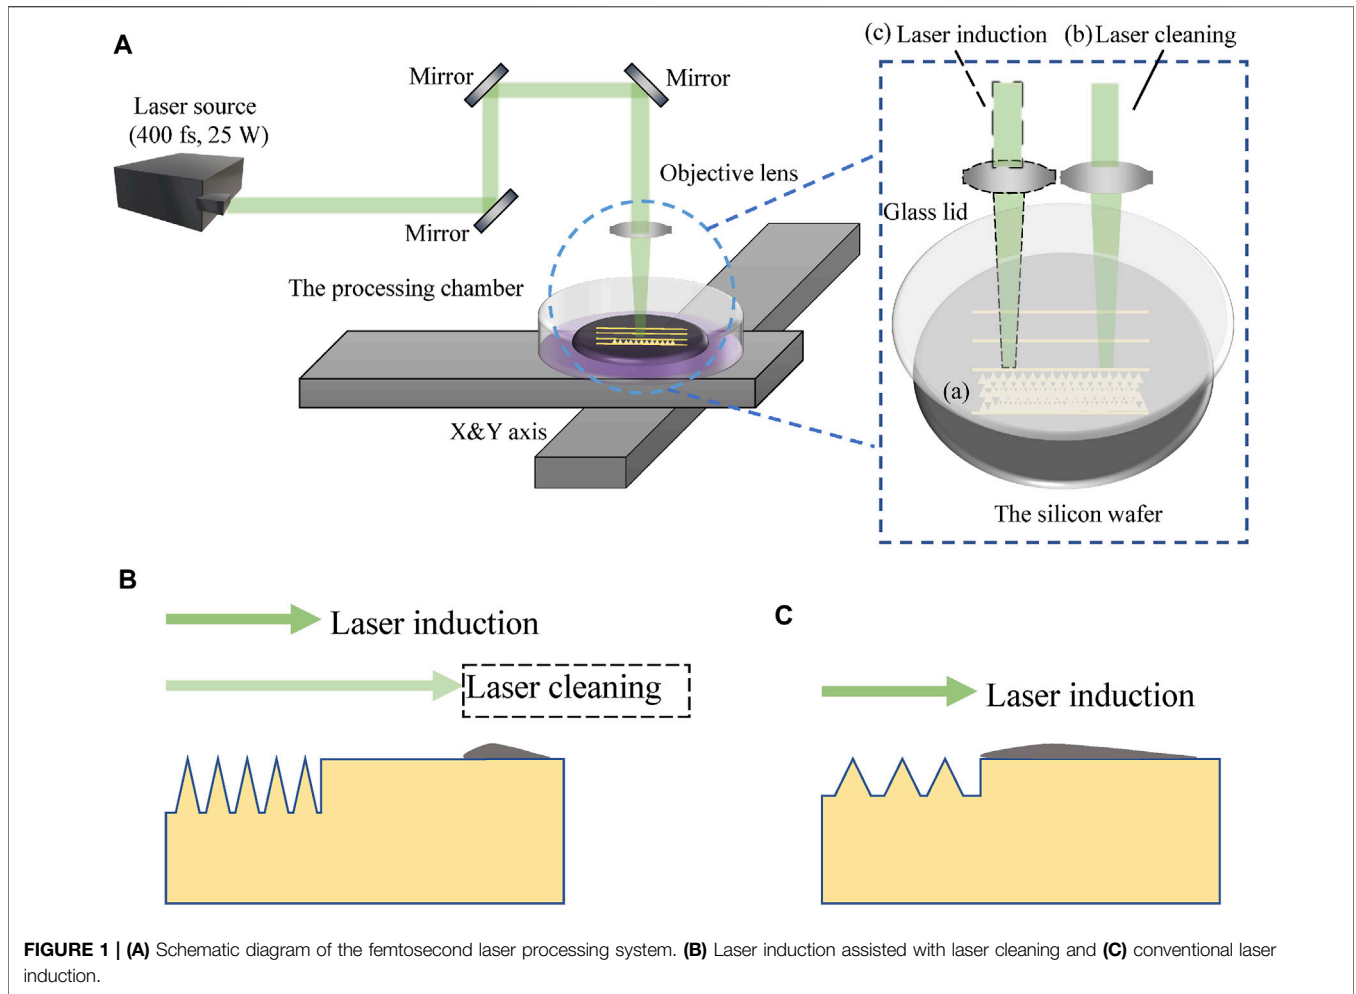 A
Laser source
(400 fs, 25 W)
Mirror
Mirror
Mirror
Objective lens
The processing chamber
X&Y axis
(c) Laser induction
(b) Laser cleaning
Glass lid
(a)
The silicon wafer
B
Laser induction
Laser cleaning
C
Laser induction
FIGURE 1 | (A) Schematic diagram of the femtosecond laser processing system. (B) Laser induction assisted with laser cleaning and (C) conventional laser
induction.